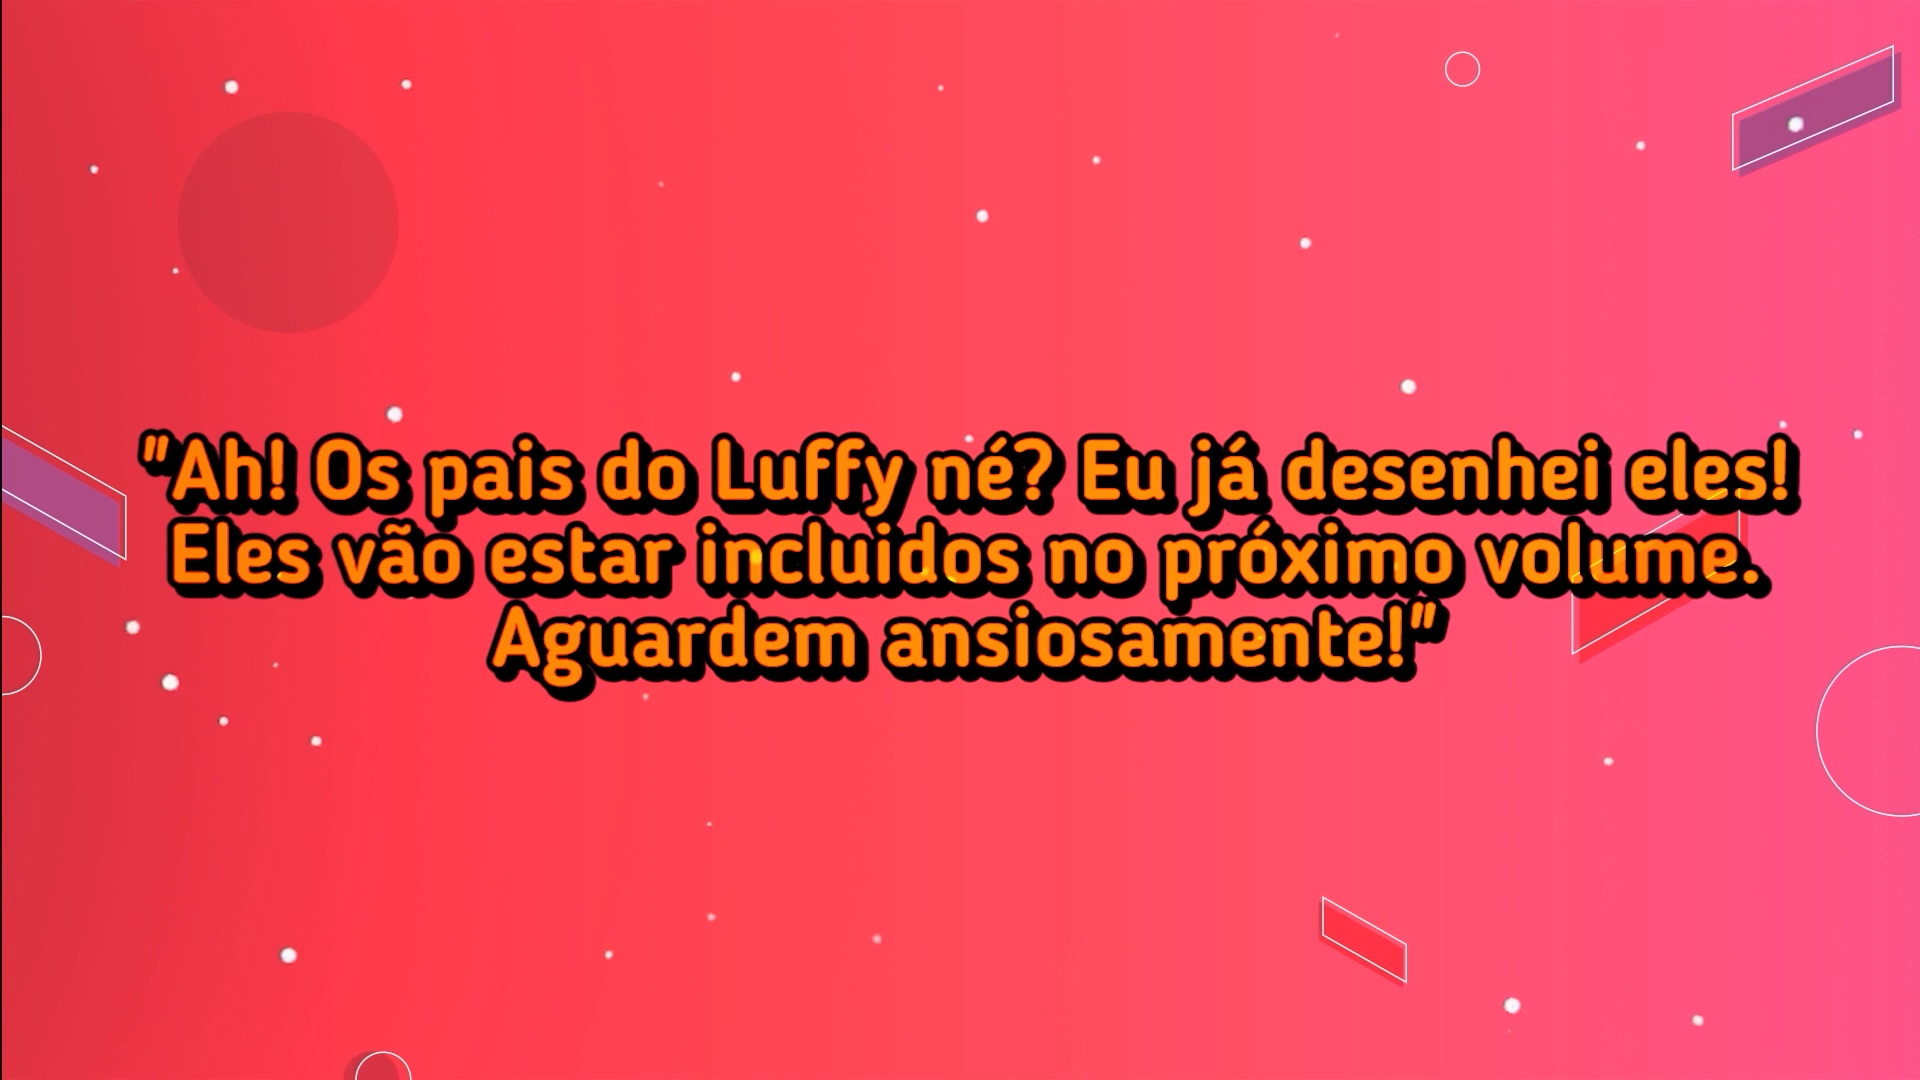 "Ah! Os pais do Luffy né? Eu já desenhei eles!
Eles vão estar incluidos no próximo volume.
Aguardem ansiosamente!"